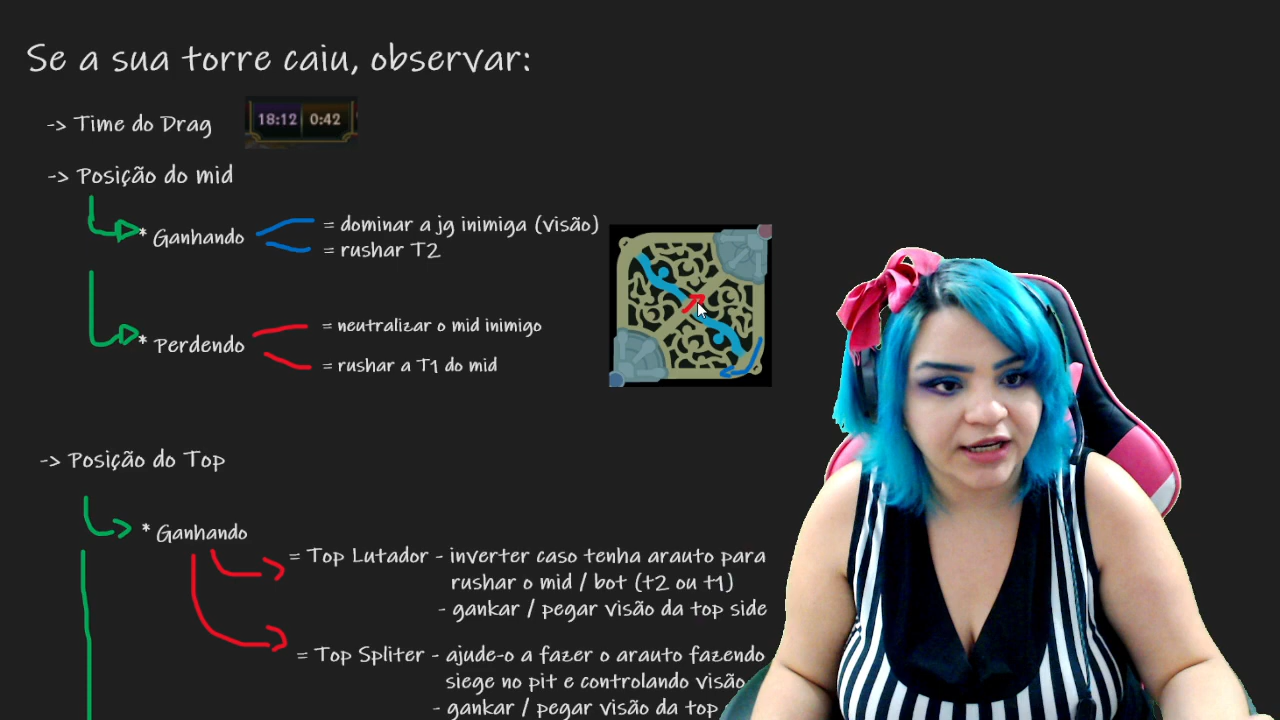 Se a sua torre caiu, observar:
-> Time do Drag
18:12 0:42
-> Posição do mid
* Ganhando
= dominar a jg inimiga (visão)
= rushar T2
* Perdendo
= neutralizar o mid inimigo
= rushar a T1 do mid
-> Posição do Top
* Ganhando
= Top Lutador - inverter caso tenha arauto para
rushar o mid / bot (t2 ou t1)
- gankar / pegar visão da top side
= Top Spliter - ajude-o a fazer o arauto fazendo
siege no pit e controlando visão
- gankar / pegar visão da top